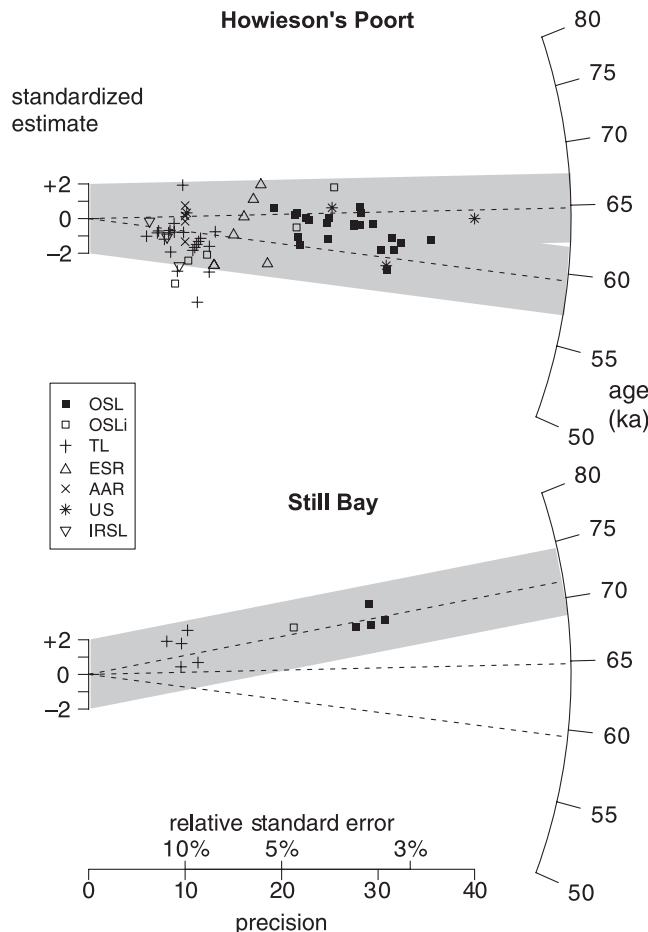 Howieson's Poort
80
75
70
65
60
55
50
age
(ka)
standardized
estimate
+2
0
−2
OSL
OSLi
TL
ESR
AAR
US
IRSL
Still Bay
80
75
70
65
60
55
50
+2
0
−2
relative standard error
10% 5% 3%
0 10 20 30 40
precision